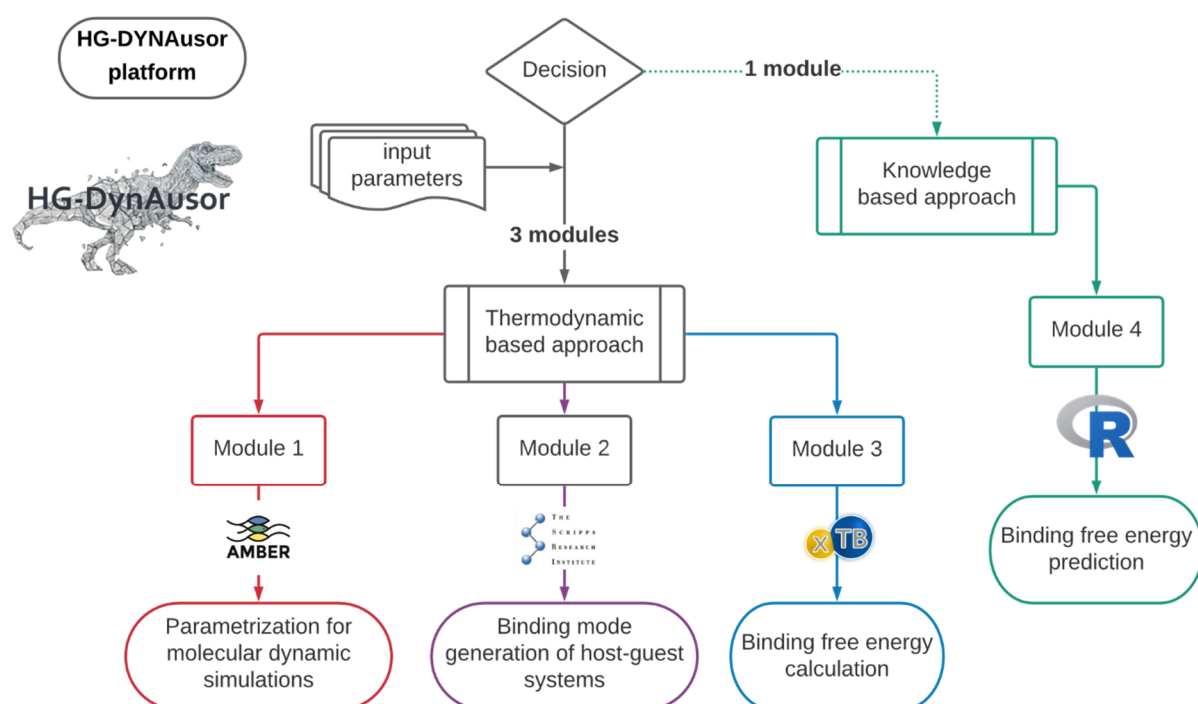 HG-DYNAusor
platform
Decision
1 module
input
parameters
HG-DynAusor
Knowledge
based approach
3 modules
Thermodynamic
based approach
Module 4
Module 1
Module 2
Module 3
R
AMBER
THE
SCRIPPS
RESEARCH
INSTITUTE
xTB
Binding free energy
prediction
Parametrization for
molecular dynamic
simulations
Binding mode
generation of host-guest
systems
Binding free energy
calculation